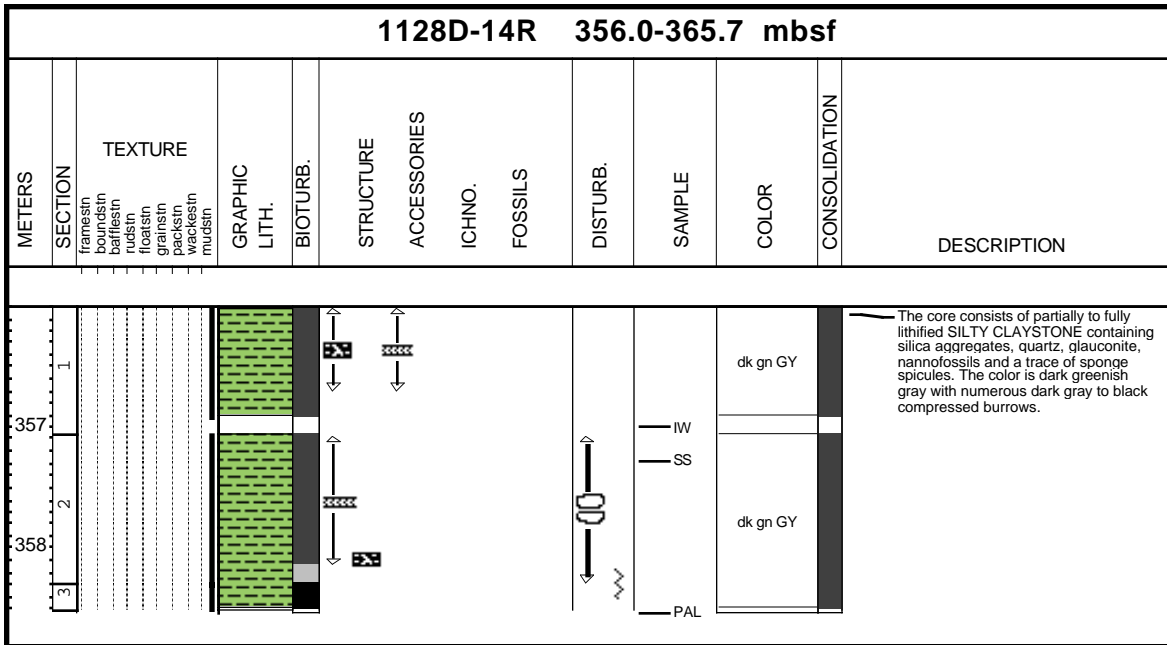 1128D-14R 356.0-365.7 mbsf
METERS
SECTION
TEXTURE
framestn
boundstn
bafflestn
rudstn
floatstn
grainstn
packstn
wackestn
mudstn
GRAPHIC
LITH.
BIOTURB.
STRUCTURE
ACCESSORIES
ICHNO.
FOSSILS
DISTURB.
SAMPLE
COLOR
CONSOLIDATION
DESCRIPTION
1
dk gn GY
The core consists of partially to fully
lithified SILTY CLAYSTONE containing
silica aggregates, quartz, glauconite,
nannofossils and a trace of sponge
spicules. The color is dark greenish
gray with numerous dark gray to black
compressed burrows.
357
IW
SS
2
dk gn GY
358
3
PAL